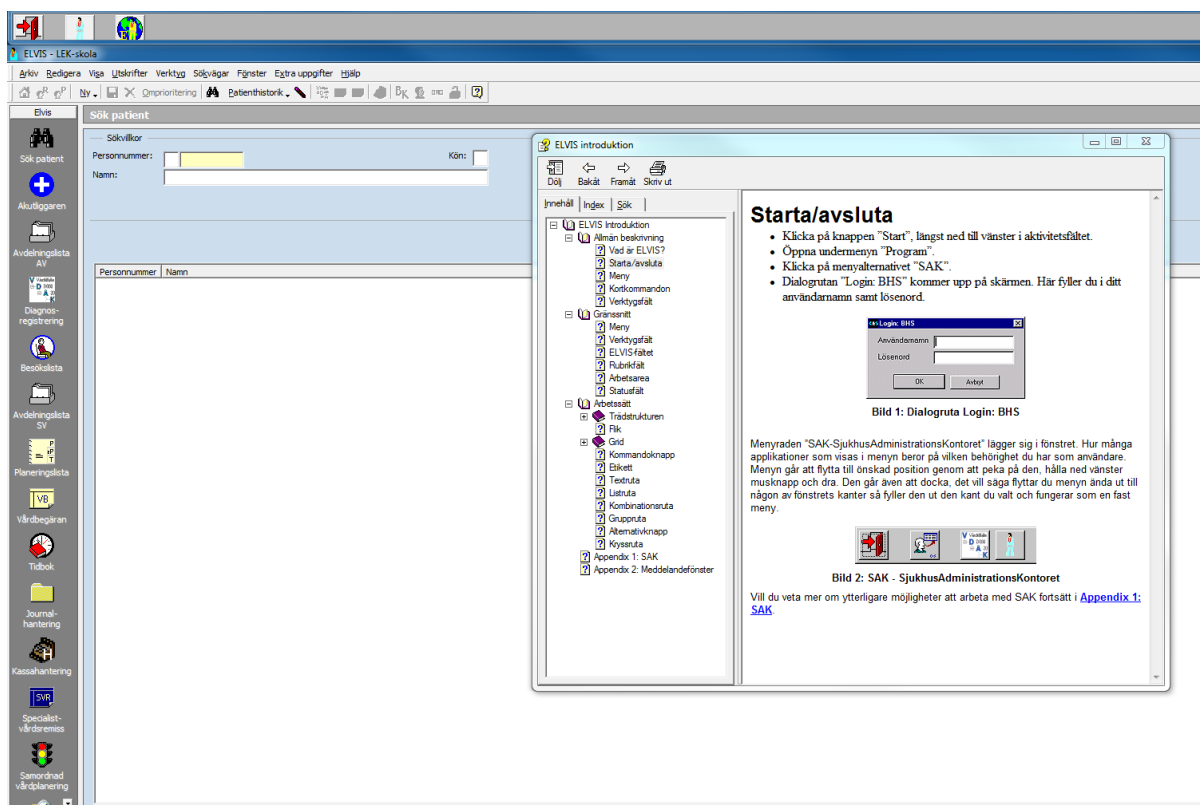 ELVIS - LEK-skola
Arkiv Redigera Visa Utskrifter Verktyg Sökvägar Fönster Extra uppgifter Hjälp
Ny Omprioritering Patienthistorik
Elvis
Sök patient
Akutliggaren
Avdelningslista
AV
Diagnos-
registrering
Besökslista
Avdelningslista
SV
Planeringslista
VB
Vårdbegäran
Tidbok
Journal-
hantering
Kassahantering
SVR
Specialist-
vårdsremiss
Samordnad
vårdplanering
Sök patient
Sökvillkor
Personnummer:
Kön:
Namn:
Personnummer Namn
ELVIS introduktion
Dölj Bakåt Framåt Skriv ut
Innehåll Index Sök
ELVIS Introduktion
Allmän beskrivning
Vad är ELVIS?
Starta/avsluta
Meny
Kortkommandon
Verktygsfält
Gränssnitt
Meny
Verktygsfält
ELVIS-fältet
Rubrikfält
Arbetsarea
Statusfält
Arbetssätt
Trädstrukturen
Flik
Grid
Kommandoknapp
Etikett
Textruta
Listruta
Kombinationsruta
Gruppruta
Alternativknapp
Kryssruta
Appendix 1: SAK
Appendix 2: Meddelandefönster
Starta/avsluta
• Klicka på knappen ”Start”, längst ned till vänster i aktivitetsfältet.
• Öppna undermenyn ”Program”.
• Klicka på menyalternativet ”SAK”.
• Dialogrutan ”Login: BHS” kommer upp på skärmen. Här fyller du i ditt
användarnamn samt lösenord.
Login: BHS
Användarnamn
Lösenord
OK Avbryt
Bild 1: Dialogruta Login: BHS
Menyraden ”SAK-SjukhusAdministrationsKontoret” lägger sig i fönstret. Hur många
applikationer som visas i menyn beror på vilken behörighet du har som användare.
Menyn går att flytta till önskad position genom att peka på den, hålla ned vänster
musknapp och dra. Den går även att docka, det vill säga flyttar du menyn ända ut till
någon av fönstrets kanter så fyller den ut den kant du valt och fungerar som en fast
meny.
Bild 2: SAK - SjukhusAdministrationsKontoret
Vill du veta mer om ytterligare möjligheter att arbeta med SAK fortsätt i Appendix 1:
SAK.